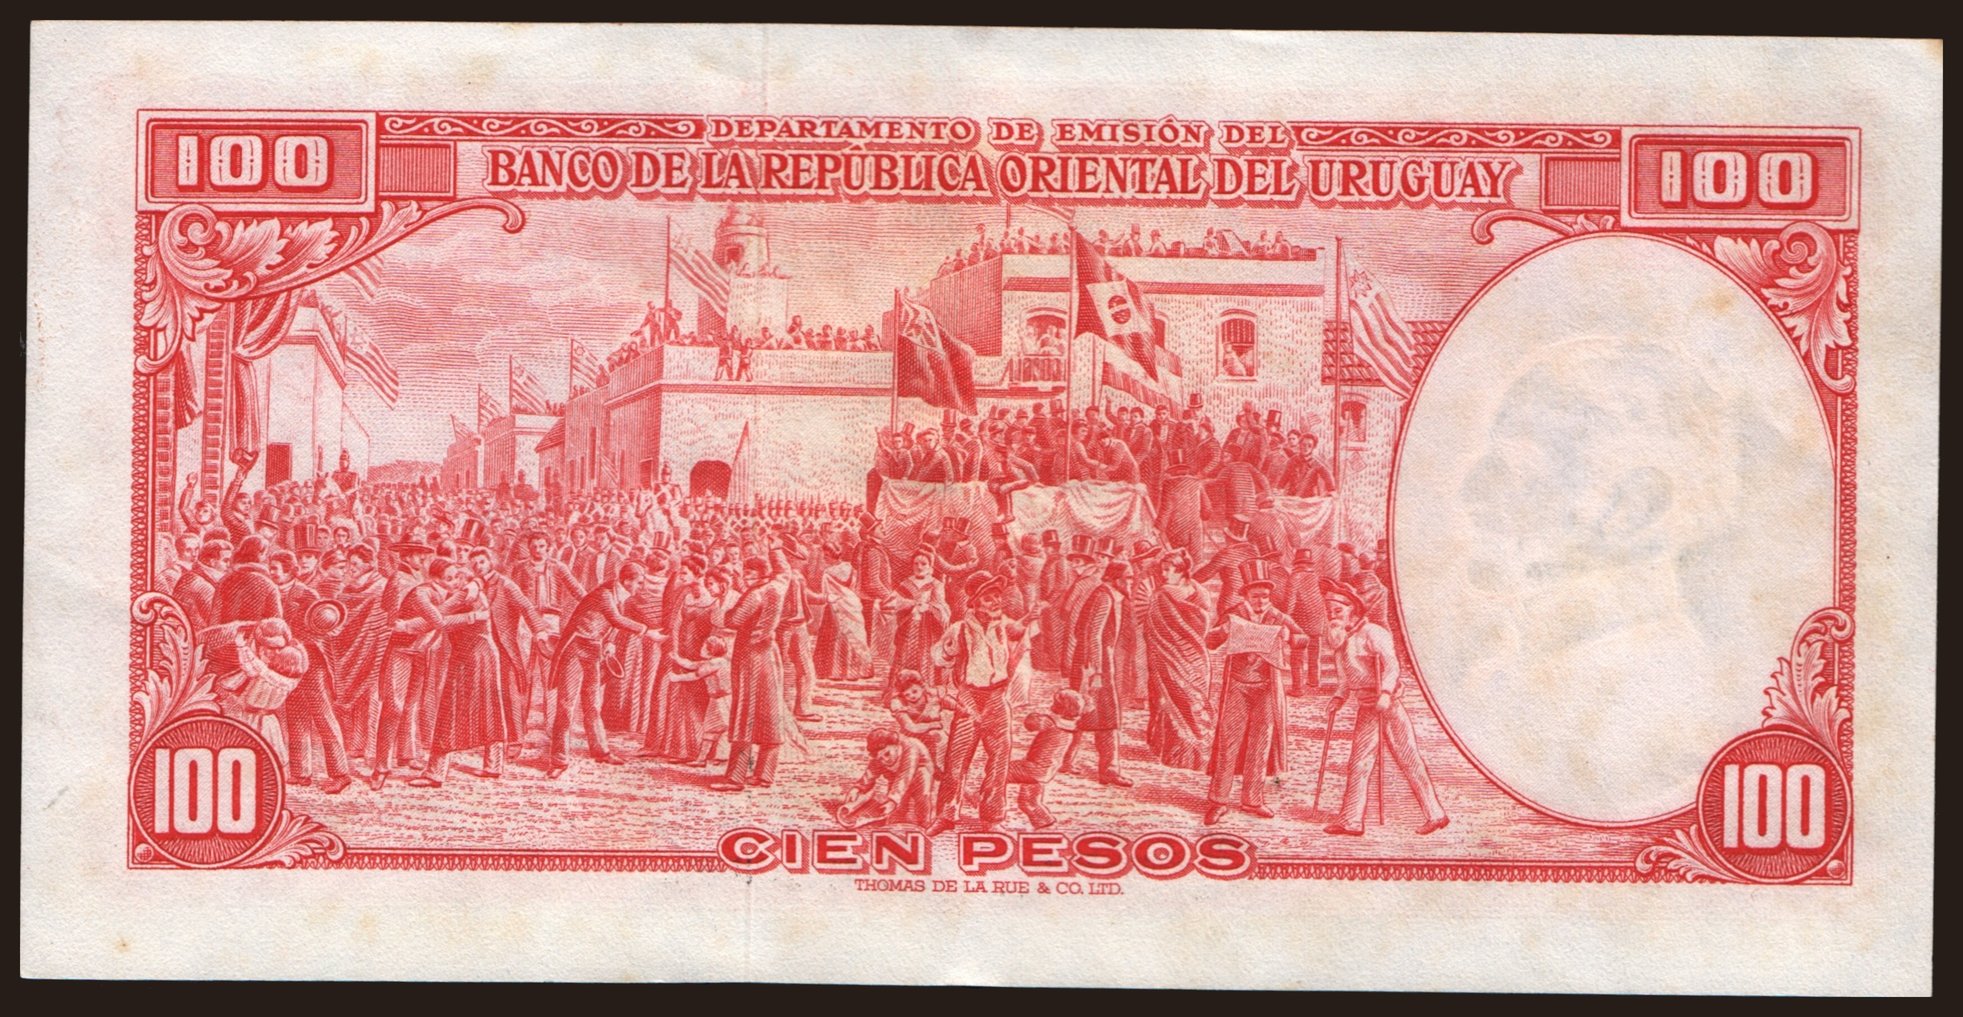 100
DEPARTAMENTO DE EMISIÓN DEL
BANCO DE LA REPÚBLICA ORIENTAL DEL URUGUAY
100
100
CIEN PESOS
100
THOMAS DE LA RUE & CO. LTD.